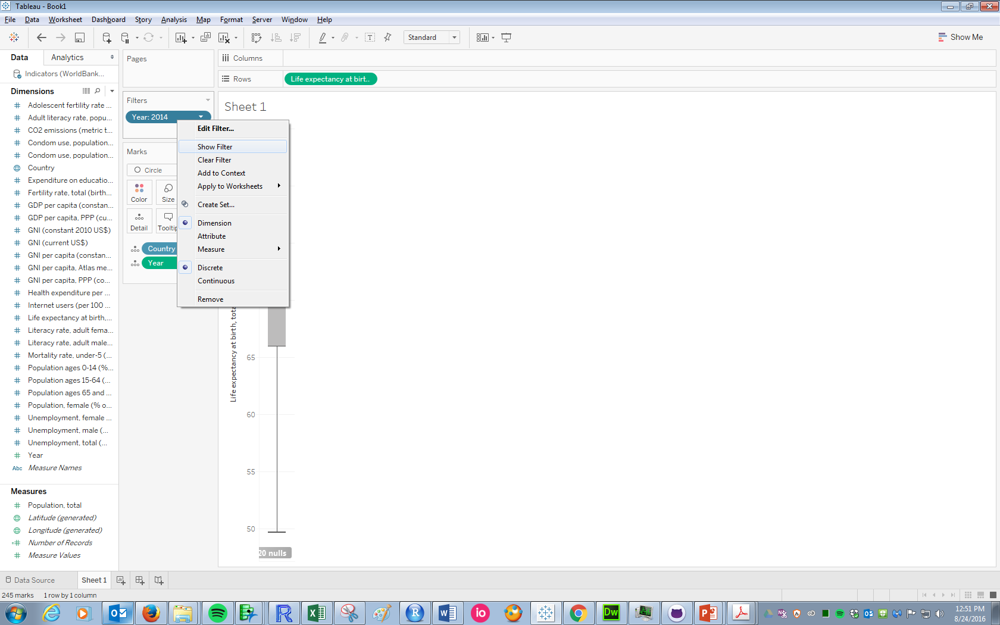 Tableau - Book1
File Data Worksheet Dashboard Story Analysis Map Format Server Window Help
Standard
Show Me
Data Analytics
Indicators (WorldBank...
Dimensions
Adolescent fertility rate ...
Adult literacy rate, popu...
CO2 emissions (metric t...
Condom use, population...
Condom use, population...
Country
Expenditure on educatio...
Fertility rate, total (birth...
GDP per capita (constan...
GDP per capita, PPP (cu...
GNI (constant 2010 US$)
GNI (current US$)
GNI per capita (constan...
GNI per capita, Atlas me...
GNI per capita, PPP (co...
Health expenditure per ...
Internet users (per 100 ...
Life expectancy at birth,...
Literacy rate, adult fema...
Literacy rate, adult male...
Mortality rate, under-5 (...
Population ages 0-14 (%...
Population ages 15-64 (...
Population ages 65 and ...
Population, female (% o...
Unemployment, female ...
Unemployment, male (...
Unemployment, total (...
Year
Abc Measure Names
Measures
Population, total
Latitude (generated)
Longitude (generated)
Number of Records
Measure Values
Pages
Filters
Year: 2014
Marks
Circle
Color Size
Detail Tooltip
Country
Year
Edit Filter...
Show Filter
Clear Filter
Add to Context
Apply to Worksheets
Create Set...
Dimension
Attribute
Measure
Discrete
Continuous
Remove
Columns
Rows Life expectancy at birt..
Sheet 1
Life expectancy at birth, tota
65
60
55
50
20 nulls
Data Source Sheet 1
245 marks 1 row by 1 column
12:51 PM
8/24/2016